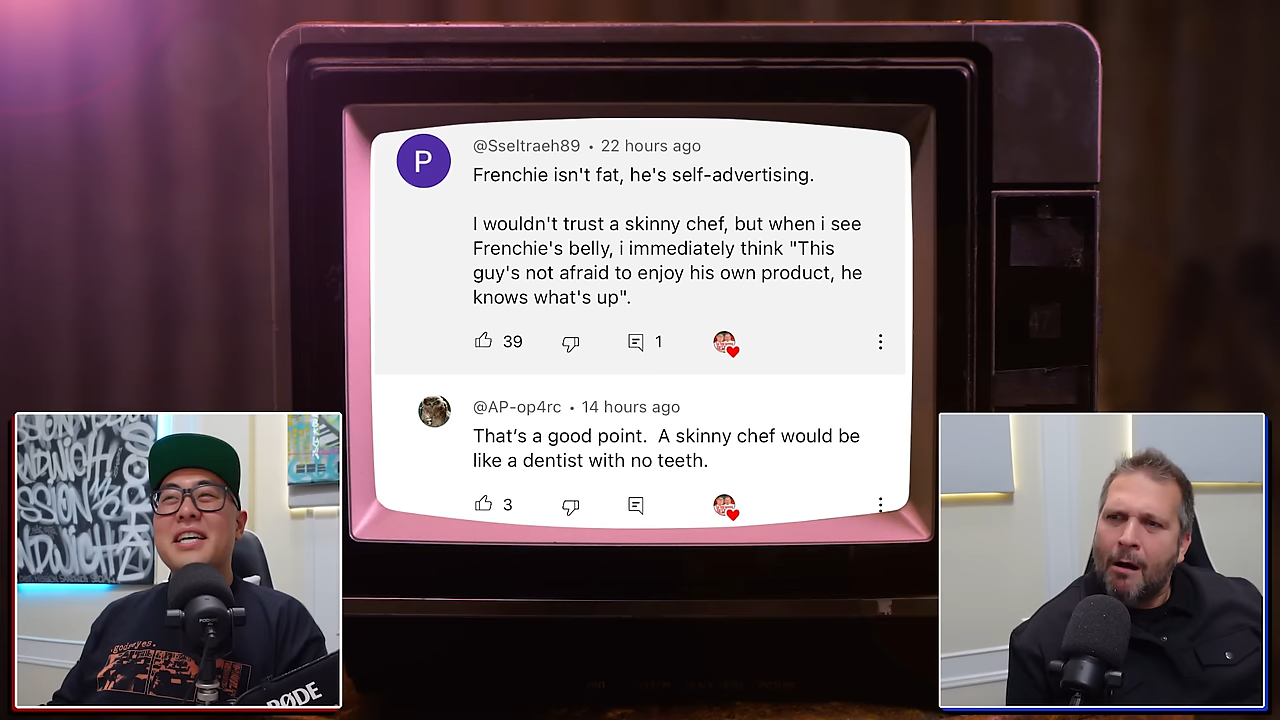 P
@Sseltraeh89 • 22 hours ago
Frenchie isn't fat, he's self-advertising.
I wouldn't trust a skinny chef, but when i see
Frenchie's belly, i immediately think "This
guy's not afraid to enjoy his own product, he
knows what's up".
39
1
@AP-op4rc • 14 hours ago
That’s a good point.  A skinny chef would be
like a dentist with no teeth.
3
RØDE